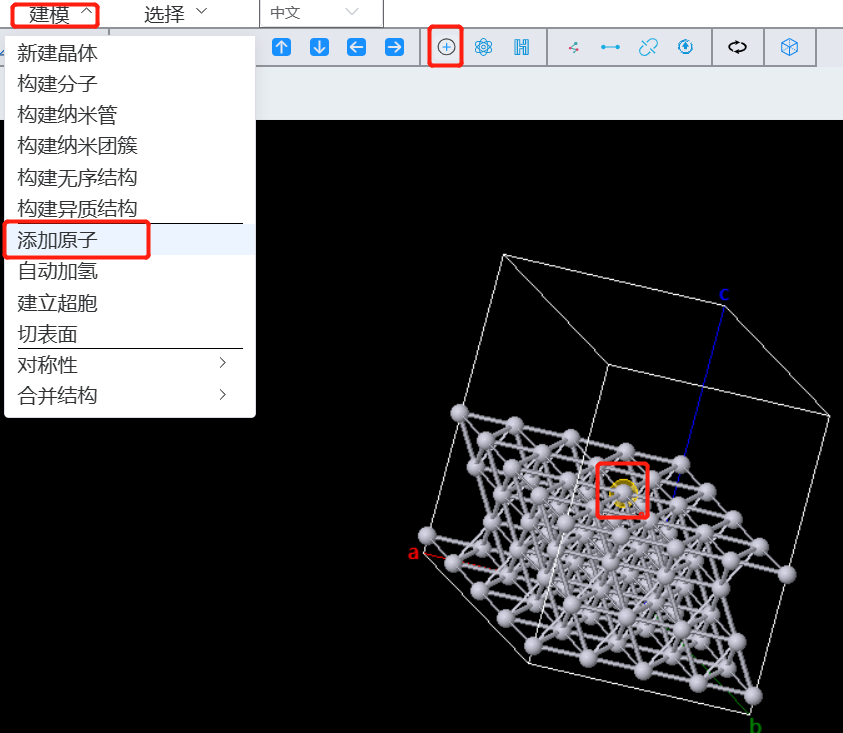 建模 选择 中文
新建晶体
构建分子
构建纳米管
构建纳米团簇
构建无序结构
构建异质结构
添加原子
自动加氢
建立超胞
切表面
对称性
合并结构
c
a
b